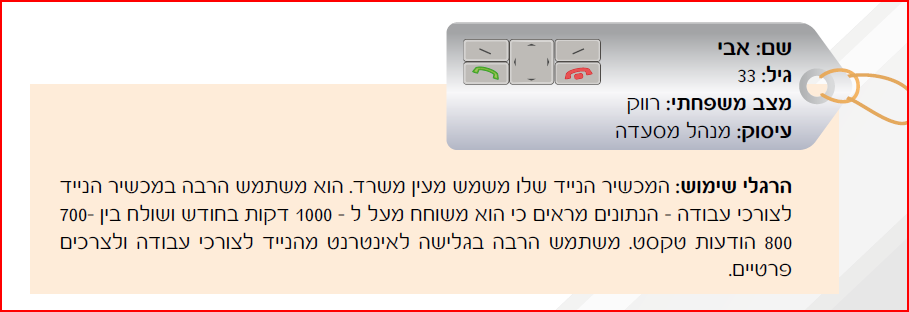 שם: אבי
גיל: 33
מצב משפחתי: רווק
עיסוק: מנהל מסעדה
הרגלי שימוש: המכשיר הנייד שלו משמש מעין משרד. הוא משתמש הרבה במכשיר הנייד
לצורכי עבודה - הנתונים מראים כי הוא משוחח מעל ל - 1000 דקות בחודש ושולח בין 700-
800 הודעות טקסט. משתמש הרבה בגלישה לאינטרנט מהנייד לצורכי עבודה ולצרכים
פרטיים.